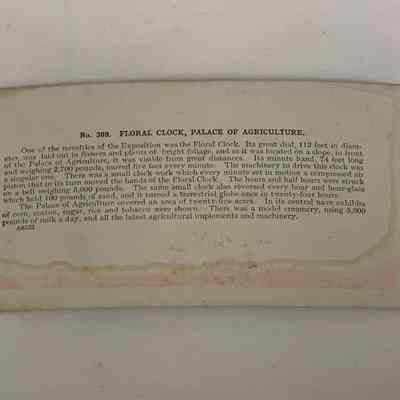 No. 309. FLORAL CLOCK, PALACE OF AGRICULTURE.
One of the novelties of the Exposition was the Floral Clock. Its great dial, 112 feet in diam-
eter, was laid out in flowers and plants of bright foliage, and as it was located on a slope, in front
of the Palace of Agriculture, it was visible from great distances. Its minute hand, 74 feet long
and weighing 2,700 pounds, moved five feet every minute. The machinery to drive this clock was
a singular one. There was a small clock work which every minute set in motion a compressed air
piston that in its turn moved the hands of the Floral Clock. The hours and half hours were struck
on a bell weighing 5,000 pounds. The same small clock also reversed every hour and hour-glass
which held 100 pounds of sand, and it turned a terrestrial globe once in twenty-four hours.
The Palace of Agriculture covered an area of twenty-five acres. In its central nave exhibits
of corn, cotton, sugar, rice and tobacco were shown. There was a model creamery, using 5,000
pounds of milk a day, and all the latest agricultural implements and machinery.